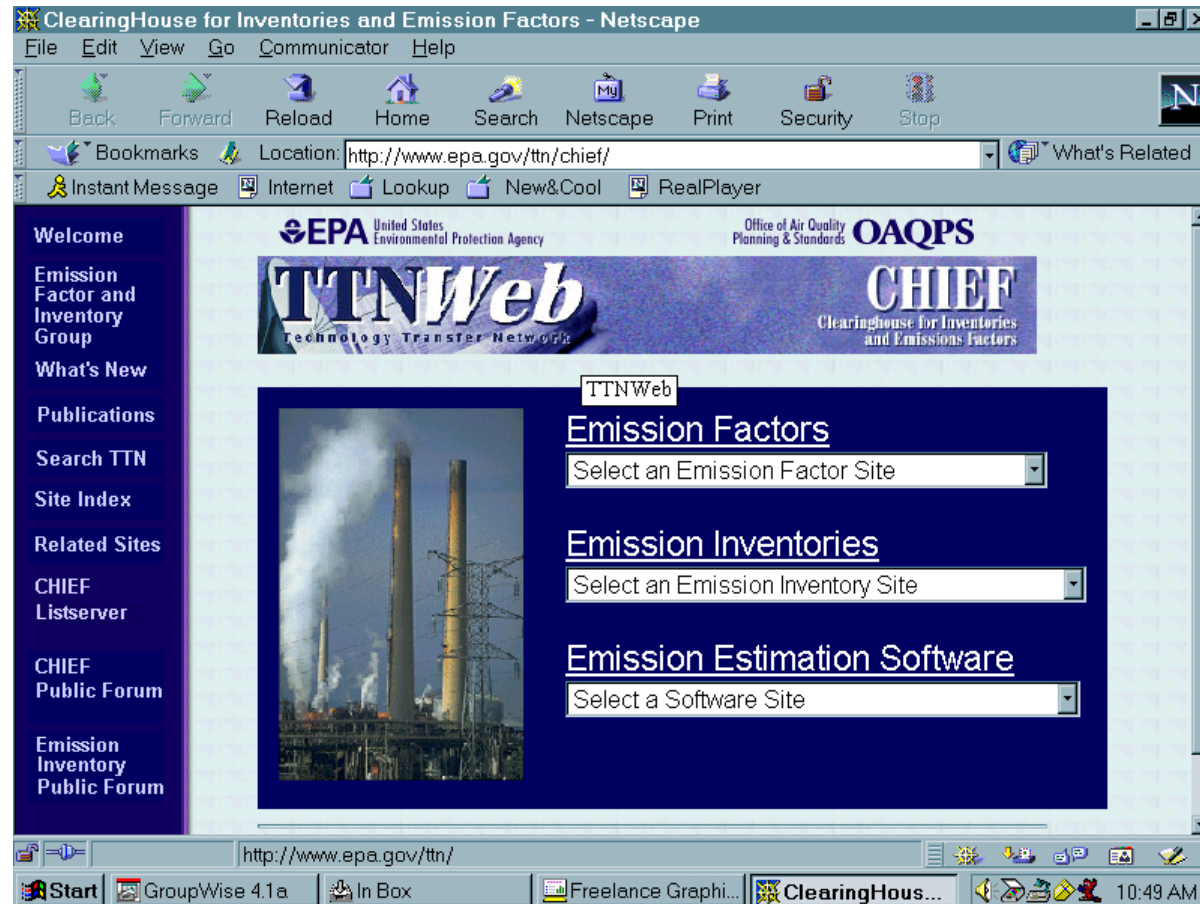 ClearingHouse for Inventories and Emission Factors - Netscape
File Edit View Go Communicator Help
Back Forward Reload Home Search Netscape Print Security Stop
My
N
Bookmarks Location: http://www.epa.gov/ttn/chief/ What's Related
Instant Message Internet Lookup New&Cool RealPlayer
Welcome
Emission
Factor and
Inventory
Group
What's New
Publications
Search TTN
Site Index
Related Sites
CHIEF
Listserver
CHIEF
Public Forum
Emission
Inventory
Public Forum
EPA United States
Environmental Protection Agency
Office of Air Quality
Planning & Standards OAQPS
TTNWeb
Technology Transfer Network
CHIEF
Clearinghouse for Inventories
and Emissions Factors
TTNWeb
Emission Factors
Select an Emission Factor Site
Emission Inventories
Select an Emission Inventory Site
Emission Estimation Software
Select a Software Site
http://www.epa.gov/ttn/
Start GroupWise 4.1a In Box Freelance Graphi... ClearingHous... 10:49 AM